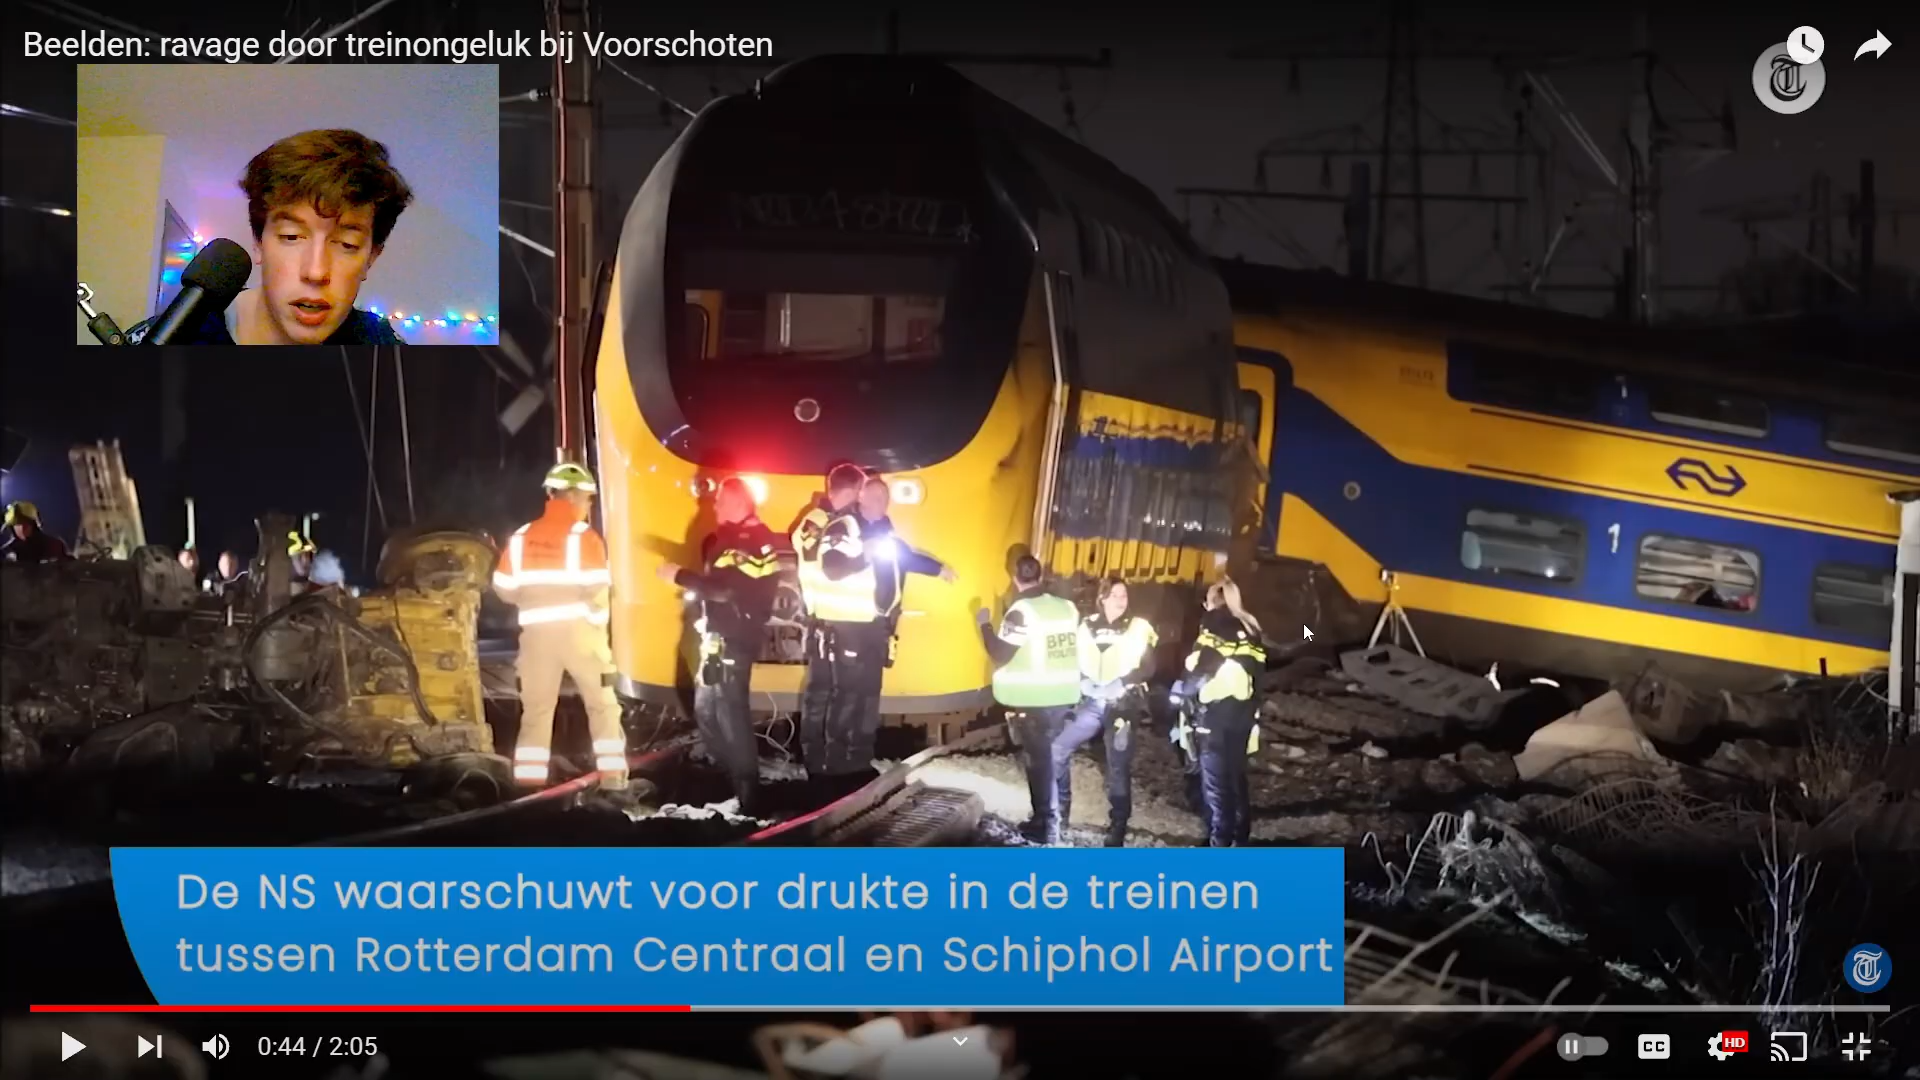 Beelden: ravage door treinongeluk bij Voorschoten
1
BPD
De NS waarschuwt voor drukte in de treinen
tussen Rotterdam Centraal en Schiphol Airport
0:44 / 2:05
CC
HD